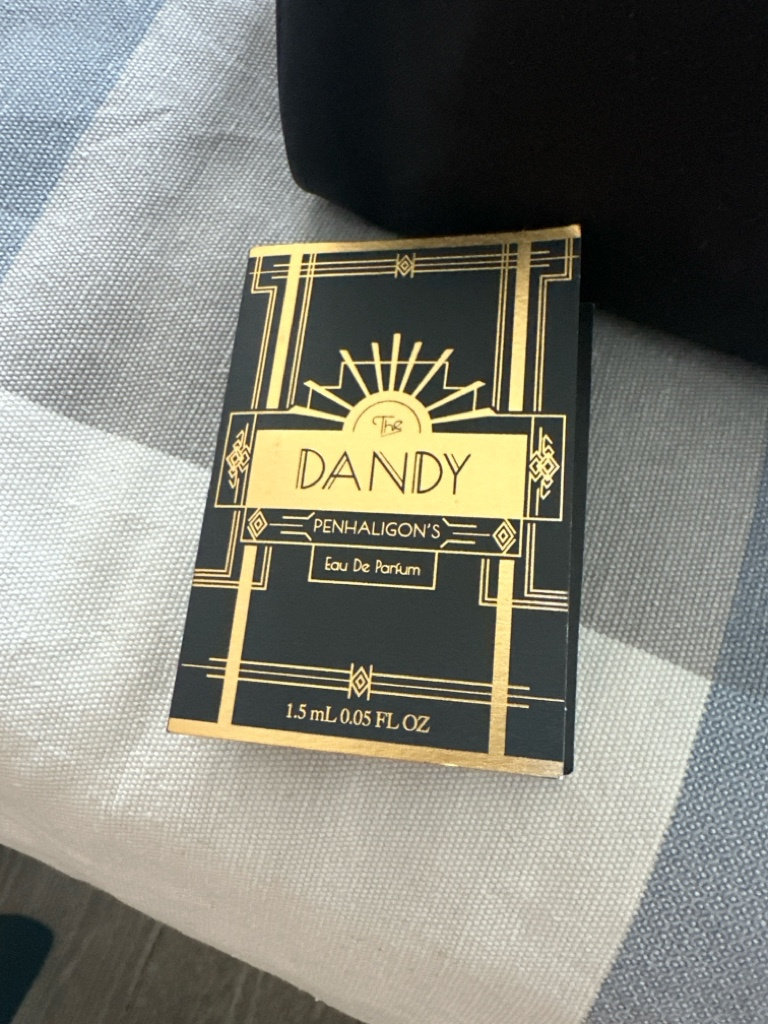 The
DANDY
PENHALIGON'S
Eau De Parfum
1.5 mL 0.05 FL OZ